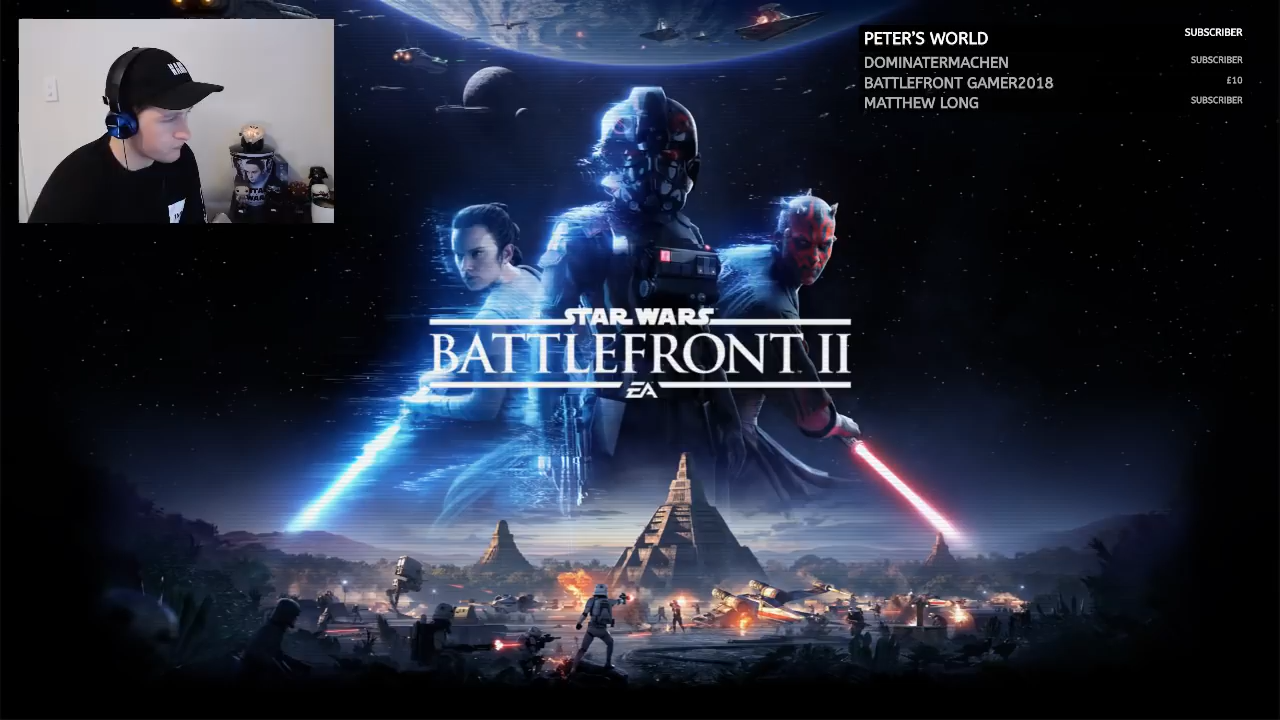 PETER'S WORLD SUBSCRIBER
DOMINATERMACHEN SUBSCRIBER
BATTLEFRONT GAMER2018 £10
MATTHEW LONG SUBSCRIBER
STAR WARS
BATTLEFRONT II
EA